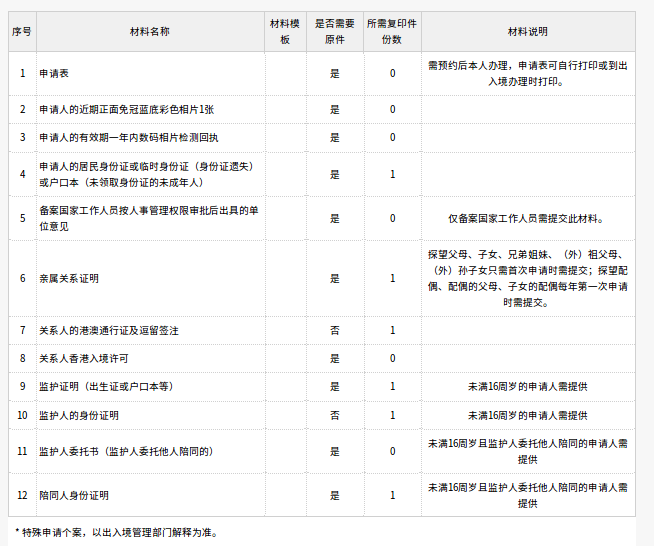 序号 材料名称 材料模板 是否需要原件 所需复印件份数 材料说明
1 申请表 是 0 需预约后本人办理，申请表可自行打印或到出入境办理时打印。
2 申请人的近期正面免冠蓝底彩色相片1张 是 0
3 申请人的有效期一年内数码相片检测回执 是 0
4 申请人的居民身份证或临时身份证（身份证遗失）或户口本（未领取身份证的未成年人） 是 1
5 备案国家工作人员按人事管理权限审批后出具的单位意见 是 0 仅备案国家工作人员需提交此材料。
6 亲属关系证明 是 1 探望父母、子女、兄弟姐妹、（外）祖父母、（外）孙子女只需首次申请时需提交；探望配偶、配偶的父母、子女的配偶每年第一次申请时需提交。
7 关系人的港澳通行证及逗留签注 否 1
8 关系人香港入境许可 是 0
9 监护证明（出生证或户口本等） 是 1 未满16周岁的申请人需提供
10 监护人的身份证明 否 1 未满16周岁的申请人需提供
11 监护人委托书（监护人委托他人陪同的） 是 0 未满16周岁且监护人委托他人陪同的申请人需提供
12 陪同人身份证明 是 1 未满16周岁且监护人委托他人陪同的申请人需提供
* 特殊申请个案，以出入境管理部门解释为准。